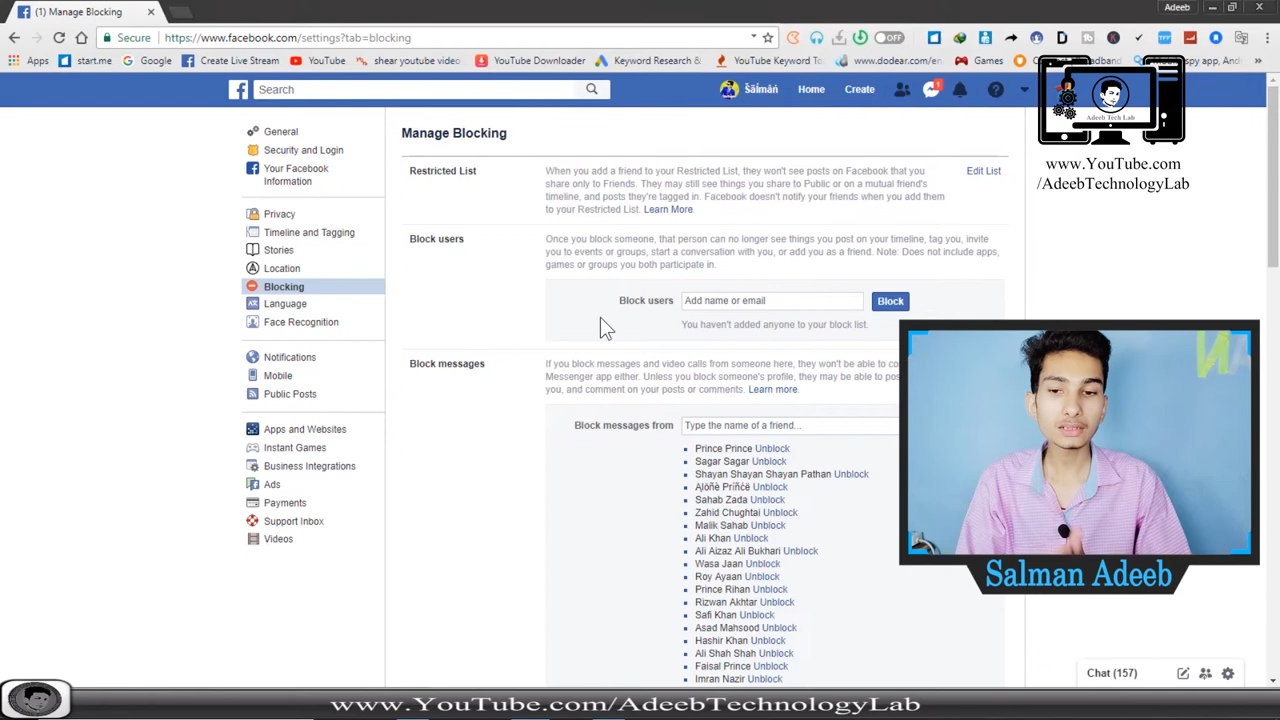 (1) Manage Blocking
Adeeb
Secure
https://www.facebook.com/settings?tab=blocking
OFF
Apps
start.me
Google
Create Live Stream
YouTube
shear youtube video
YouTube Downloader
Keyword Research &
YouTube Keyword To
www.dodear.com/en
Games
Search
Home
Create
1
Adeeb Tech Lab
www.YouTube.com
/AdeebTechnologyLab
General
Security and Login
Your Facebook
Information
Privacy
Timeline and Tagging
Stories
Location
Blocking
Language
Face Recognition
Notifications
Mobile
Public Posts
Apps and Websites
Instant Games
Business Integrations
Ads
Payments
Support Inbox
Videos
Manage Blocking
Restricted List
When you add a friend to your Restricted List, they won't see posts on Facebook that you
share only to Friends. They may still see things you share to Public or on a mutual friend's
timeline, and posts they're tagged in. Facebook doesn't notify your friends when you add them
to your Restricted List. Learn More.
Edit List
Block users
Once you block someone, that person can no longer see things you post on your timeline, tag you, invite
you to events or groups, start a conversation with you, or add you as a friend. Note: Does not include apps,
games or groups you both participate in.
Block users
Add name or email
Block
You haven't added anyone to your block list.
Block messages
If you block messages and video calls from someone here, they won't be able to
Messenger app either. Unless you block someone's profile, they may be able to
you, and comment on your posts or comments. Learn more.
Block messages from
Type the name of a friend...
Prince Prince Unblock
Sagar Sagar Unblock
Shayan Shayan Shayan Pathan Unblock
Unblock
Sahab Zada Unblock
Zahid Chughtai Unblock
Malik Sahab Unblock
Ali Khan Unblock
Ali Aizaz Ali Bukhari Unblock
Wasa Jaan Unblock
Roy Ayaan Unblock
Prince Rihan Unblock
Rizwan Akhtar Unblock
Safi Khan Unblock
Asad Mahsood Unblock
Hashir Khan Unblock
Ali Shah Shah Unblock
Faisal Prince Unblock
Imran Nazir Unblock
Salman Adeeb
Chat (157)
www.YouTube.com/AdeebTechnologyLab